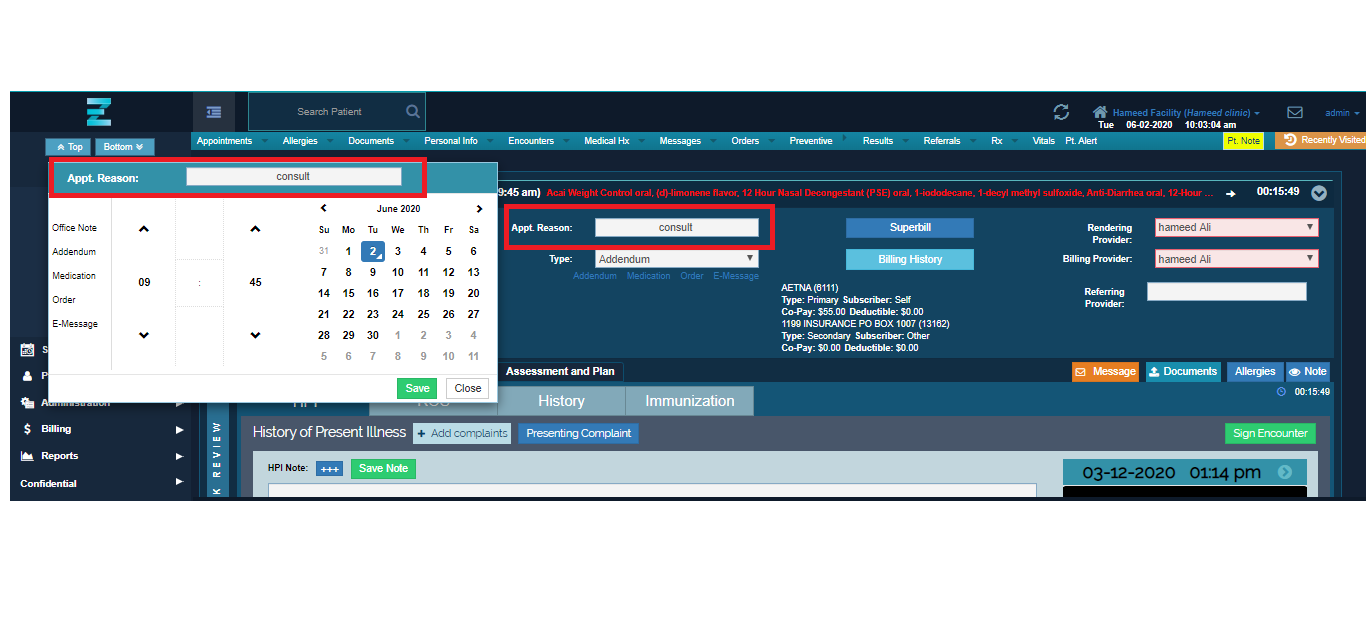 Search Patient
Hameed Facility (Hameed clinic)
admin
Tue 06-02-2020 10:03:04 am
Top Bottom
Appointments Allergies Documents Personal Info Encounters Medical Hx Messages Orders Preventive Results Referrals Rx Vitals Pt. Alert Pt. Note Recently Visited
Appt. Reason: consult
9:45 am) Acai Weight Control oral, (d)-limonene flavor, 12 Hour Nasal Decongestant (PSE) oral, 1-iododecane, 1-decyl methyl sulfoxide, Anti-Diarrhea oral, 12-Hour ... 00:15:49
Office Note
Addendum
Medication
Order
E-Message
09 : 45
June 2020
Su Mo Tu We Th Fr Sa
31 1 2 3 4 5 6
7 8 9 10 11 12 13
14 15 16 17 18 19 20
21 22 23 24 25 26 27
28 29 30 1 2 3 4
5 6 7 8 9 10 11
Save Close
Appt. Reason: consult
Type: Addendum
Addendum Medication Order E-Message
Superbill
Billing History
AETNA (6111)
Type: Primary Subscriber: Self
Co-Pay: $55.00 Deductible: $0.00
1199 INSURANCE PO BOX 1007 (13162)
Type: Secondary Subscriber: Other
Co-Pay: $0.00 Deductible: $0.00
Rendering Provider: hameed Ali
Billing Provider: hameed Ali
Referring Provider:
Administration
Billing
Reports
Confidential
Assessment and Plan
Message Documents Allergies Note
00:15:49
HPI ROS History Immunization
REVIEW
History of Present Illness + Add complaints Presenting Complaint Sign Encounter
HPI Note: +++ Save Note
03-12-2020 01:14 pm